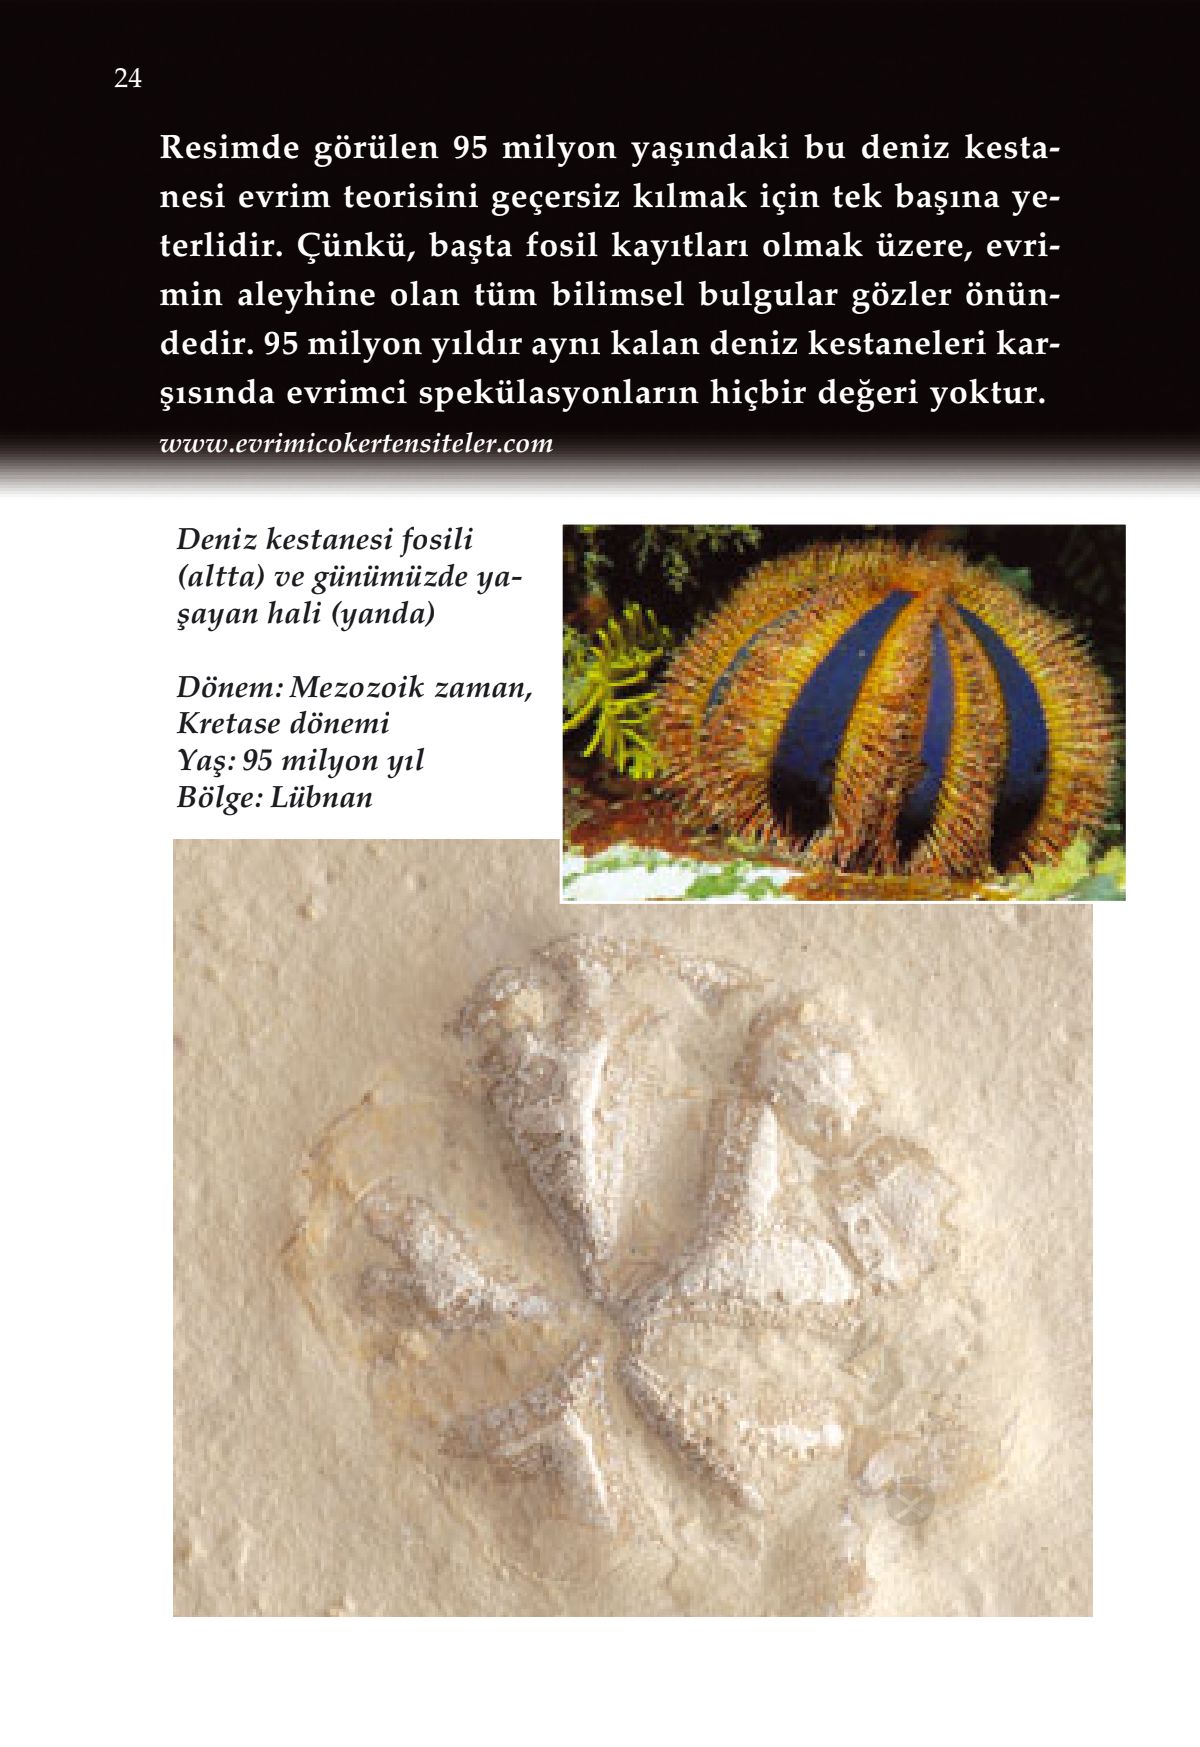 24
Resimde görülen 95 milyon yaşındaki bu deniz kesta-
nesi evrim teorisini geçersiz kılmak için tek başına ye-
terlidir. Çünkü, başta fosil kayıtları olmak üzere, evri-
min aleyhine olan tüm bilimsel bulgular gözler önün-
dedir. 95 milyon yıldır aynı kalan deniz kestaneleri kar-
şısında evrimci spekülasyonların hiçbir değeri yoktur.
www.evrimicokertensiteler.com
Deniz kestanesi fosili
(altta) ve günümüzde ya-
şayan hali (yanda)
Dönem: Mezozoik zaman,
Kretase dönemi
Yaş: 95 milyon yıl
Bölge: Lübnan